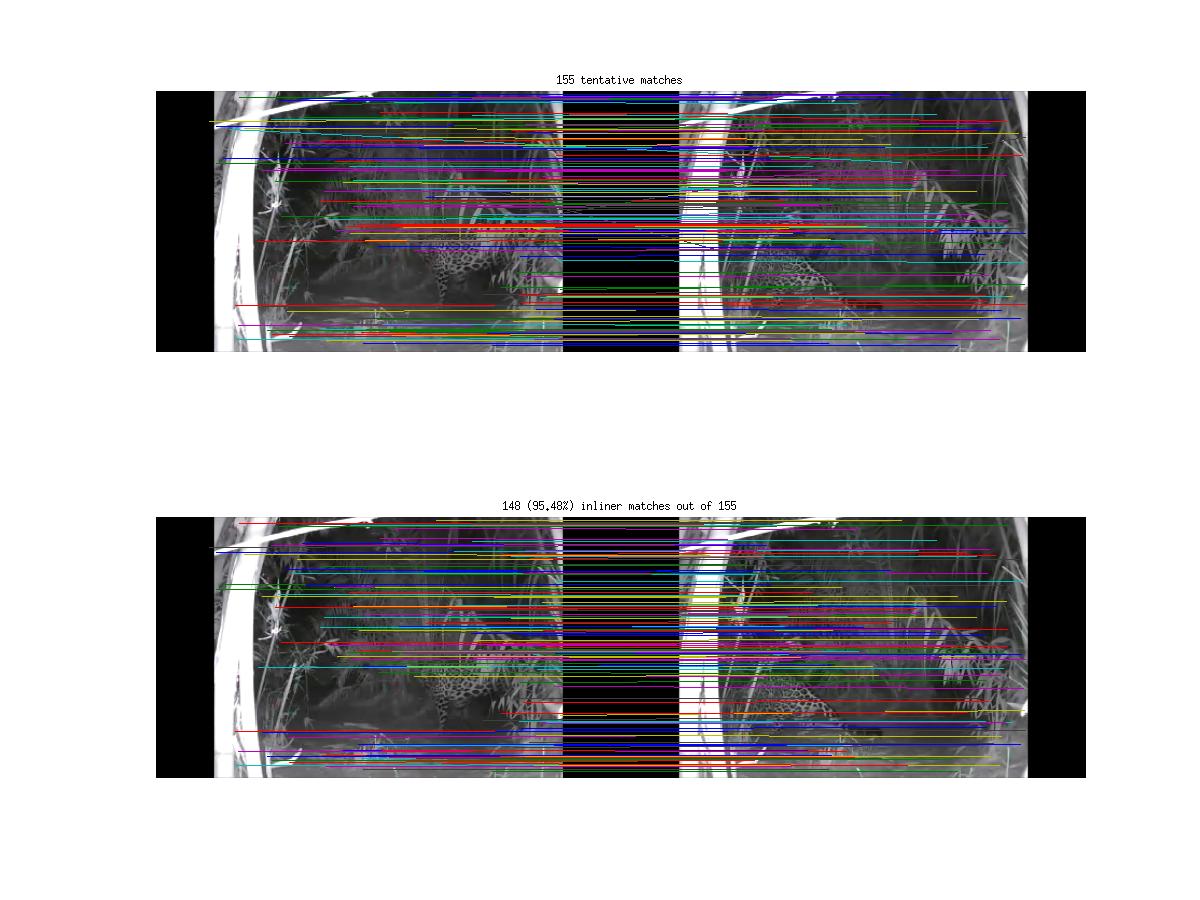 155 tentative matches
148 (95.48%) inliner matches out of 155